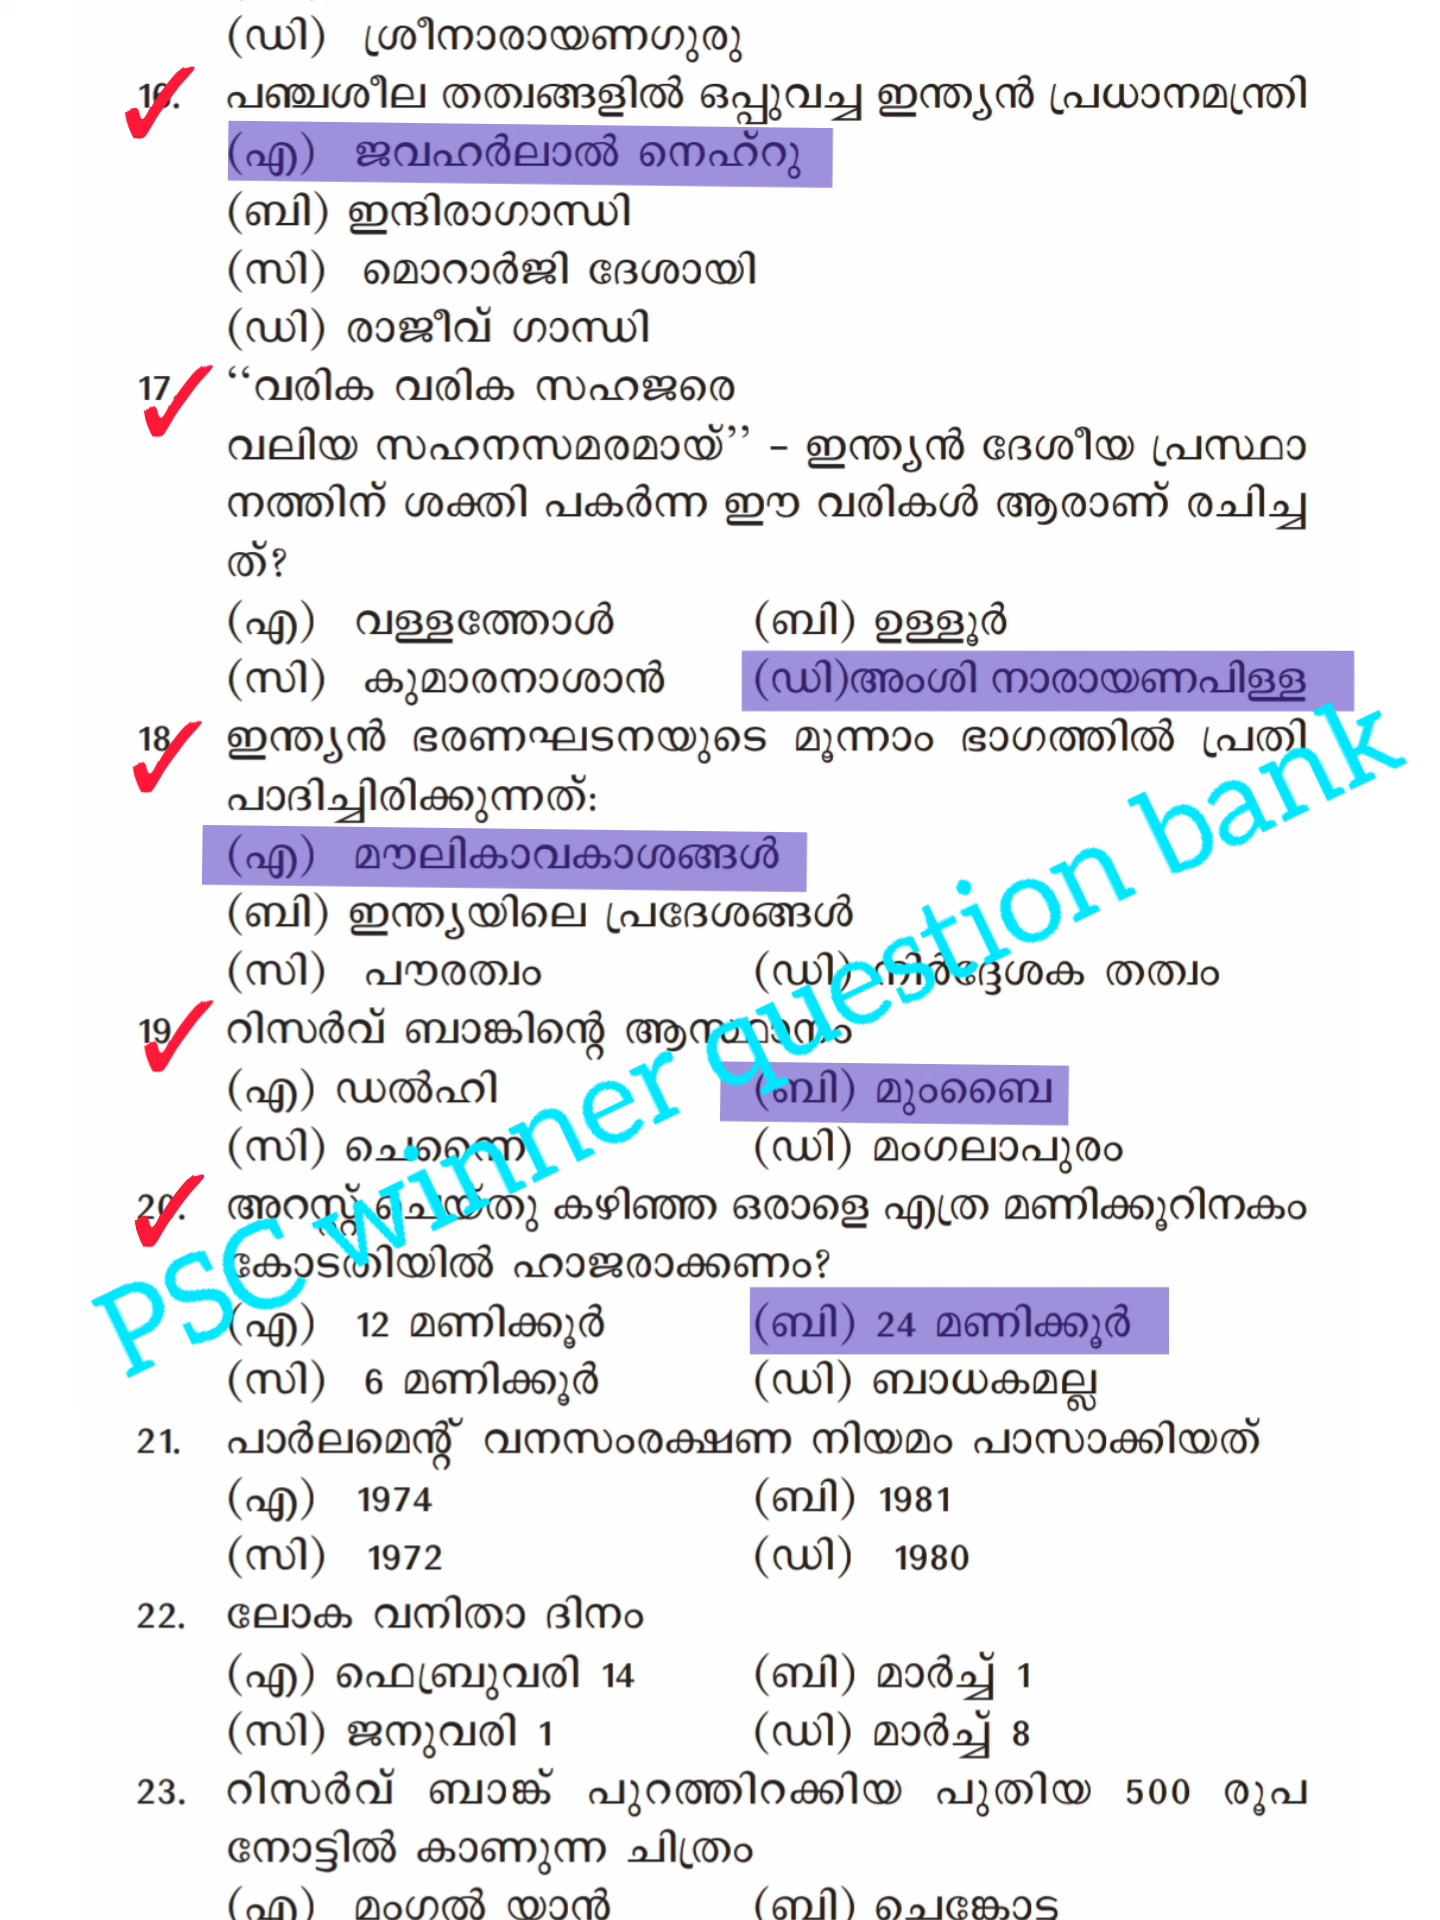 (ഡി) ശ്രീനാരായണഗുരു
16. പഞ്ചശീല തത്വങ്ങളിൽ ഒപ്പുവച്ച ഇന്ത്യൻ പ്രധാനമന്ത്രി
(എ) ജവഹർലാൽ നെഹ്റു
(ബി) ഇന്ദിരാഗാന്ധി
(സി) മൊറാർജി ദേശായി
(ഡി) രാജീവ് ഗാന്ധി
17. ‘‘വരിക വരിക സഹജരെ
വലിയ സഹനസമരമായ്’’ – ഇന്ത്യൻ ദേശീയ പ്രസ്ഥാ
നത്തിന് ശക്തി പകർന്ന ഈ വരികൾ ആരാണ് രചിച്ച
ത്?
(എ) വള്ളത്തോൾ (ബി) ഉള്ളൂർ
(സി) കുമാരനാശാൻ (ഡി)അംശി നാരായണപിള്ള
18. ഇന്ത്യൻ ഭരണഘടനയുടെ മൂന്നാം ഭാഗത്തിൽ പ്രതി
പാദിച്ചിരിക്കുന്നത്:
(എ) മൗലികാവകാശങ്ങൾ
(ബി) ഇന്ത്യയിലെ പ്രദേശങ്ങൾ
(സി) പൗരത്വം (ഡി) നിർദ്ദേശക തത്വം
19. റിസർവ് ബാങ്കിന്റെ ആസ്ഥാനം
(എ) ഡൽഹി (ബി) മുംബൈ
(സി) ചെന്നൈ (ഡി) മംഗലാപുരം
20. അറസ്റ്റ് ചെയ്തു കഴിഞ്ഞ ഒരാളെ എത്ര മണിക്കൂറിനകം
കോടതിയിൽ ഹാജരാക്കണം?
(എ) 12 മണിക്കൂർ (ബി) 24 മണിക്കൂർ
(സി) 6 മണിക്കൂർ (ഡി) ബാധകമല്ല
21. പാർലമെന്റ് വനസംരക്ഷണ നിയമം പാസാക്കിയത്
(എ) 1974 (ബി) 1981
(സി) 1972 (ഡി) 1980
22. ലോക വനിതാ ദിനം
(എ) ഫെബ്രുവരി 14 (ബി) മാർച്ച് 1
(സി) ജനുവരി 1 (ഡി) മാർച്ച് 8
23. റിസർവ് ബാങ്ക് പുറത്തിറക്കിയ പുതിയ 500 രൂപ
നോട്ടിൽ കാണുന്ന ചിത്രം
(എ) മംഗൽ യാൻ (ബി) ചെങ്കോട്ട
PSC winner question bank